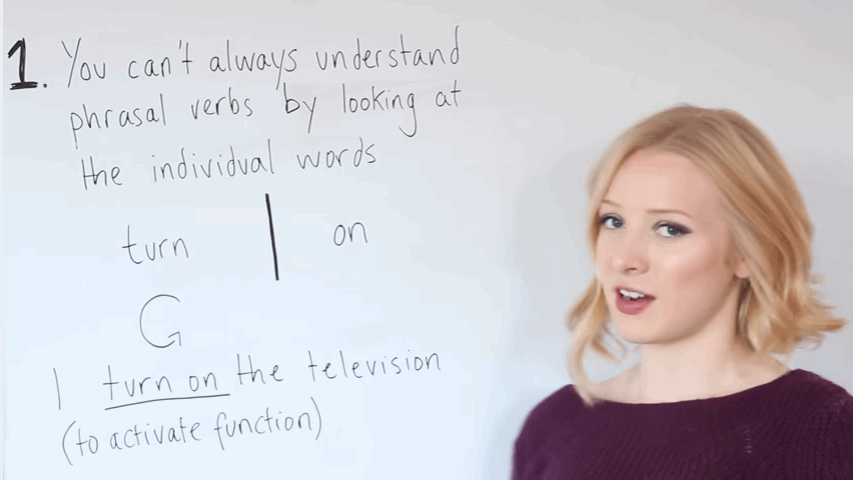 1. You can't always understand
phrasal verbs by looking at
the individual words
turn | on
I turn on the television
(to activate function)